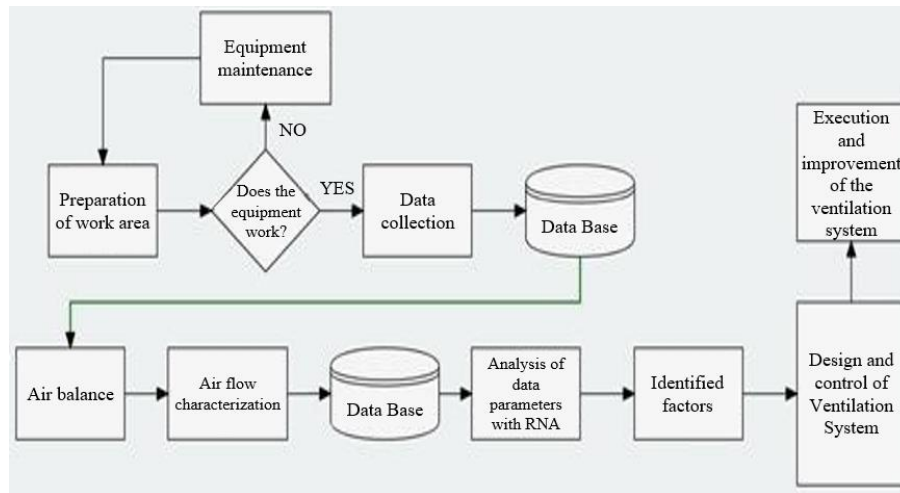 Equipment
maintenance
NO
Preparation
of work area
Does the
equipment
work?
YES
Data
collection
Data Base
Execution
and
improvement
of the
ventilation
system
Air balance
Air flow
characterization
Data Base
Analysis of
data
parameters
with RNA
Identified
factors
Design and
control of
Ventilation
System